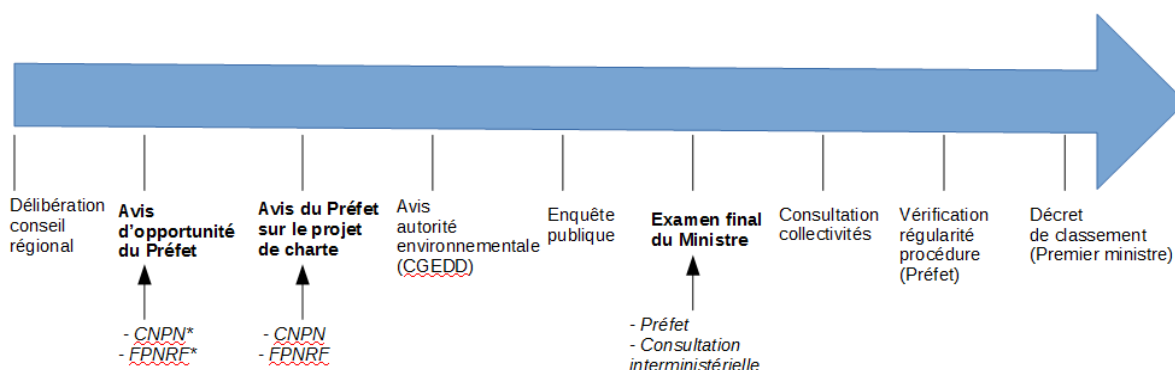 Délibération
conseil
régional
Avis
d'opportunité
du Préfet
- CNPN*
- FPNRF*
Avis du Préfet
sur le projet
de charte
- CNPN
- FPNRF
Avis
autorité
environnementale
(CGEDD)
Enquête
publique
Examen final
du Ministre
- Préfet
- Consultation
interministérielle
Consultation
collectivités
Vérification
régularité
procédure
(Préfet)
Décret
de classement
(Premier ministre)